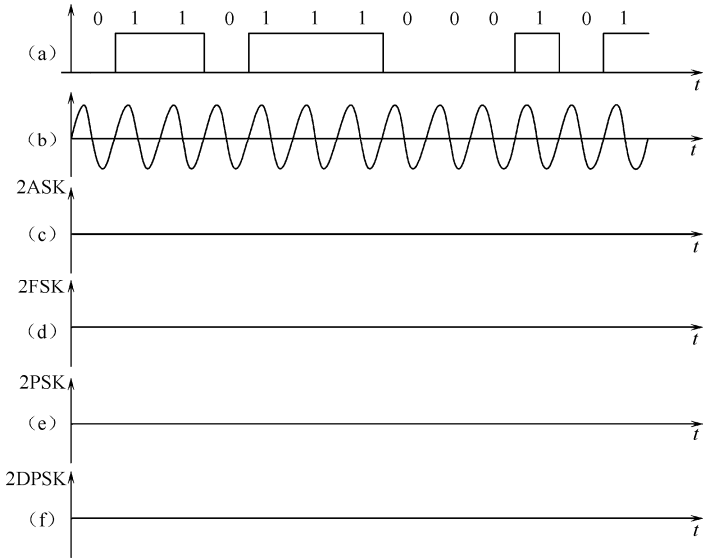 0 1 1 0 1 1 1 0 0 0 1 0 1
（a）
t
（b）
t
2ASK
（c）
t
2FSK
（d）
t
2PSK
（e）
t
2DPSK
（f）
t